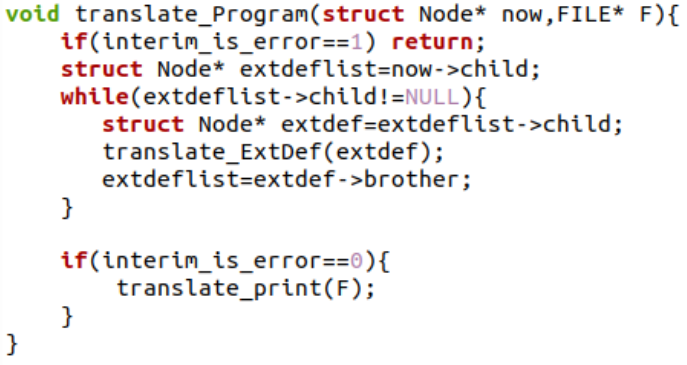 void translate_Program(struct Node* now,FILE* F){
    if(interim_is_error==1) return;
    struct Node* extdeflist=now->child;
    while(extdeflist->child!=NULL){
       struct Node* extdef=extdeflist->child;
       translate_ExtDef(extdef);
       extdeflist=extdef->brother;
    }

    if(interim_is_error==0){
        translate_print(F);
    }
}